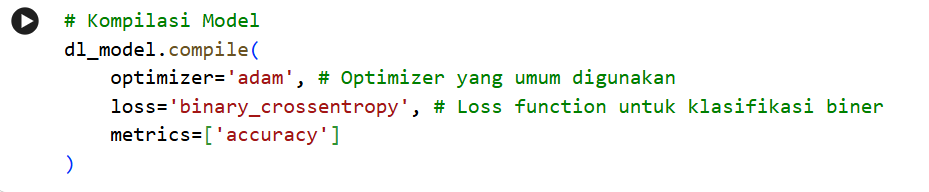 # Kompilasi Model
dl_model.compile(
    optimizer='adam', # Optimizer yang umum digunakan
    loss='binary_crossentropy', # Loss function untuk klasifikasi biner
    metrics=['accuracy']
)